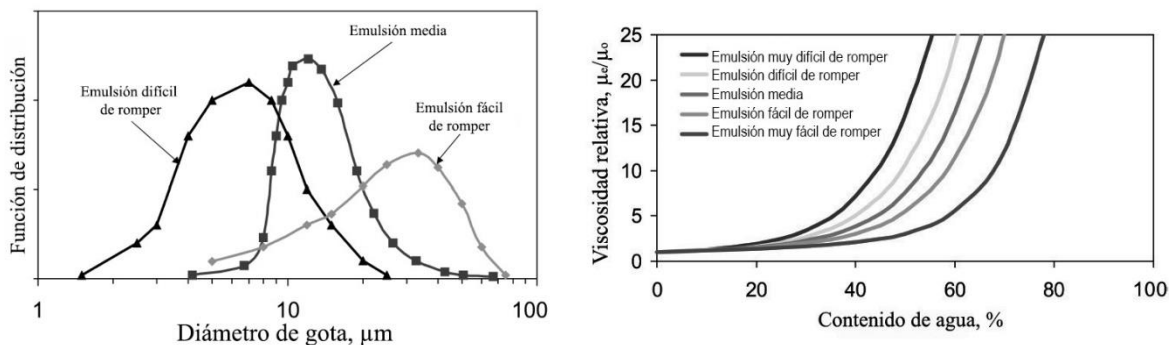 Función de distribución
Emulsión difícil
de romper
Emulsión media
Emulsión fácil
de romper
1
10
100
Diámetro de gota, µm
Viscosidad relativa, µe/µo
25
20
15
10
5
0
Emulsión muy difícil de romper
Emulsión difícil de romper
Emulsión media
Emulsión fácil de romper
Emulsión muy fácil de romper
0
20
40
60
80
100
Contenido de agua, %